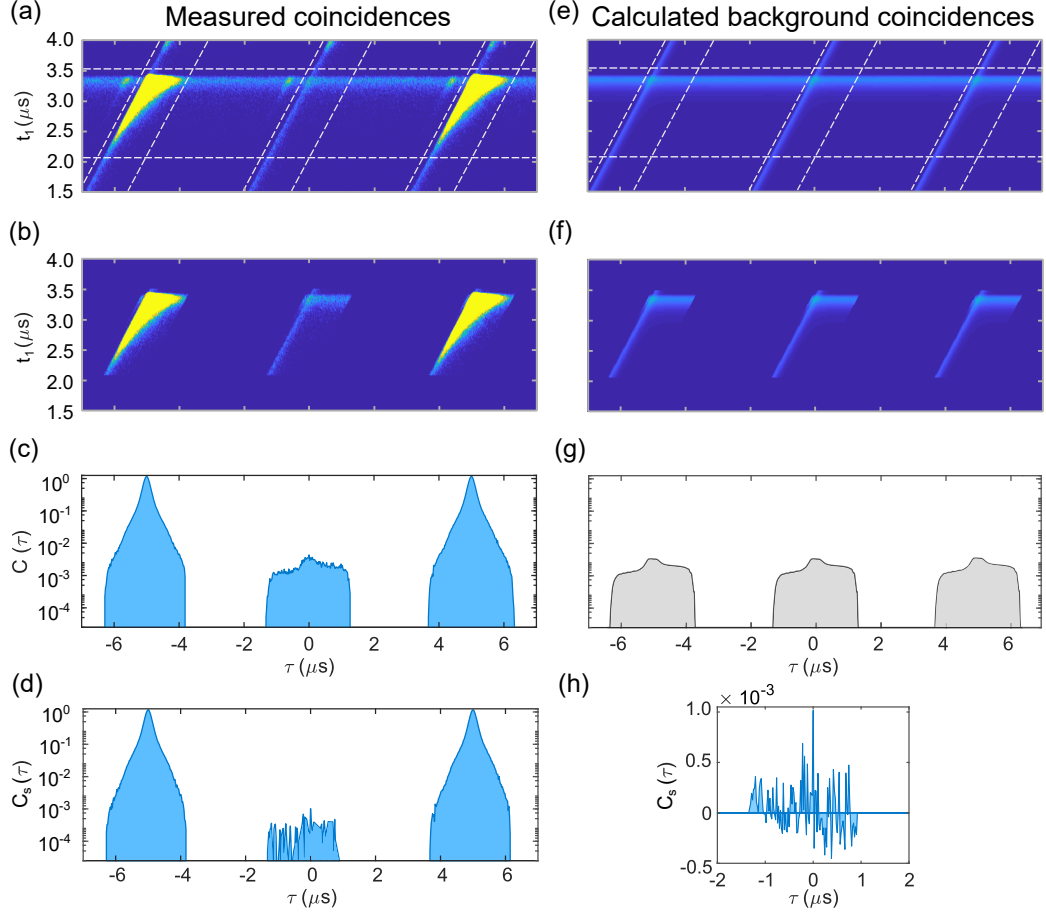 (a) Measured coincidences
(e) Calculated background coincidences
4.0
3.5
3.0
2.5
2.0
1.5
t₁ (μs)
(b)
(f)
4.0
3.5
3.0
2.5
2.0
1.5
t₁ (μs)
(c)
(g)
10⁰
10⁻¹
10⁻²
10⁻³
10⁻⁴
C (τ)
-6 -4 -2 0 2 4 6
τ (μs)
-6 -4 -2 0 2 4 6
τ (μs)
(d)
10⁰
10⁻¹
10⁻²
10⁻³
10⁻⁴
Cₛ (τ)
-6 -4 -2 0 2 4 6
τ (μs)
(h)
× 10⁻³
1.0
0.5
0
-0.5
Cₛ (τ)
-2 -1 0 1 2
τ (μs)